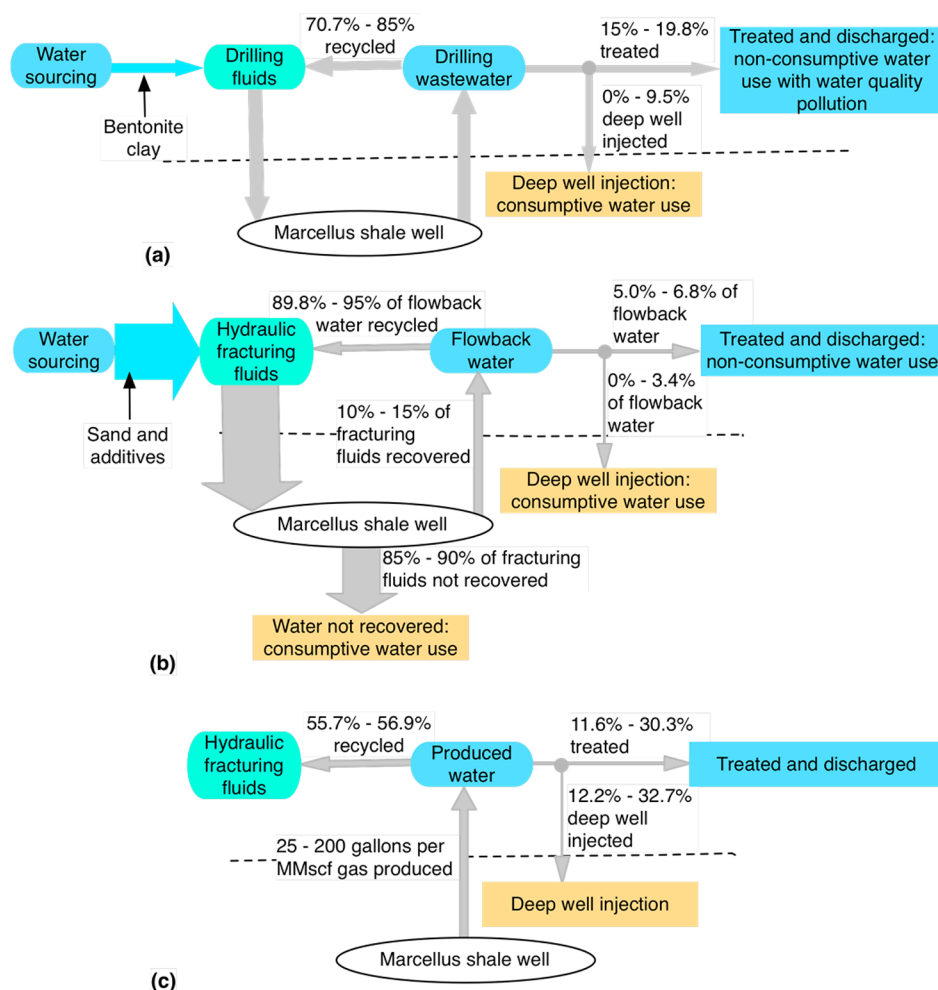 70.7% - 85%
recycled
15% - 19.8%
treated
Water
sourcing
Drilling
fluids
Drilling
wastewater
Treated and discharged:
non-consumptive water
use with water quality
pollution
Bentonite
clay
0% - 9.5%
deep well
injected
Deep well injection:
consumptive water use
Marcellus shale well
(a)
89.8% - 95% of flowback
water recycled
5.0% - 6.8% of
flowback
water
Water
sourcing
Hydraulic
fracturing
fluids
Flowback
water
Treated and discharged:
non-consumptive water use
0% - 3.4%
of flowback
water
Sand and
additives
10% - 15% of
fracturing
fluids recovered
Deep well injection:
consumptive water use
Marcellus shale well
85% - 90% of fracturing
fluids not recovered
Water not recovered:
consumptive water use
(b)
55.7% - 56.9%
recycled
11.6% - 30.3%
treated
Hydraulic
fracturing
fluids
Produced
water
Treated and discharged
12.2% - 32.7%
deep well
injected
25 - 200 gallons per
MMscf gas produced
Deep well injection
Marcellus shale well
(c)